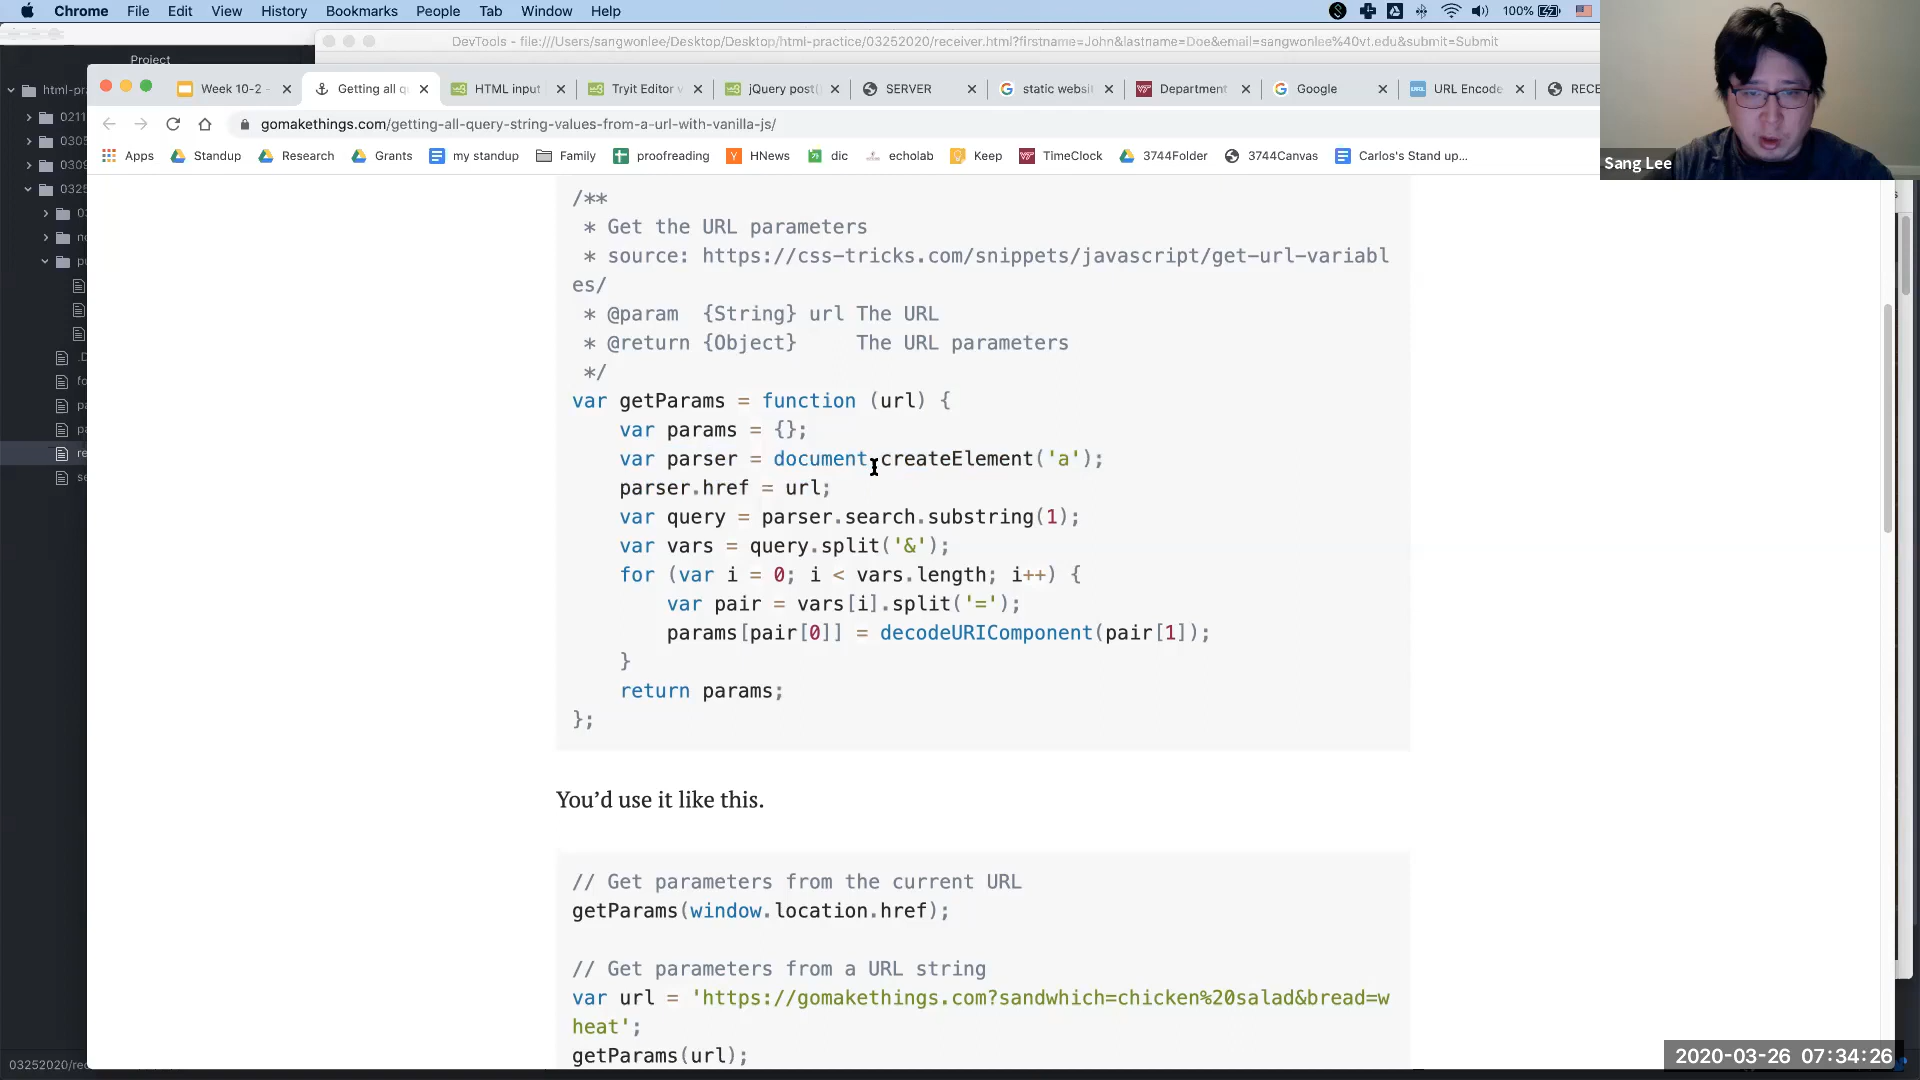 Chrome File Edit View History Bookmarks People Tab Window Help 100%
DevTools - file:///Users/sangwonlee/Desktop/Desktop/html-practice/03252020/receiver.html?firstname=John&lastname=Doe&email=sangwonlee%40vt.edu&submit=Submit
Project
Week 10-2 - Getting all q HTML input Tryit Editor v jQuery post( SERVER static websi Department Google URL Encode RECE
html-pr
gomakethings.com/getting-all-query-string-values-from-a-url-with-vanilla-js/
Apps Standup Research Grants my standup Family proofreading HNews dic echolab Keep TimeClock 3744Folder 3744Canvas Carlos's Stand up...
Sang Lee
/**
* Get the URL parameters
* source: https://css-tricks.com/snippets/javascript/get-url-variabl
es/
* @param {String} url The URL
* @return {Object} The URL parameters
*/
var getParams = function (url) {
var params = {};
var parser = document.createElement('a');
parser.href = url;
var query = parser.search.substring(1);
var vars = query.split('&');
for (var i = 0; i < vars.length; i++) {
var pair = vars[i].split('=');
params[pair[0]] = decodeURIComponent(pair[1]);
}
return params;
};
You’d use it like this.
// Get parameters from the current URL
getParams(window.location.href);
// Get parameters from a URL string
var url = 'https://gomakethings.com?sandwhich=chicken%20salad&bread=w
heat';
getParams(url);
03252020/rec
2020-03-26 07:34:26